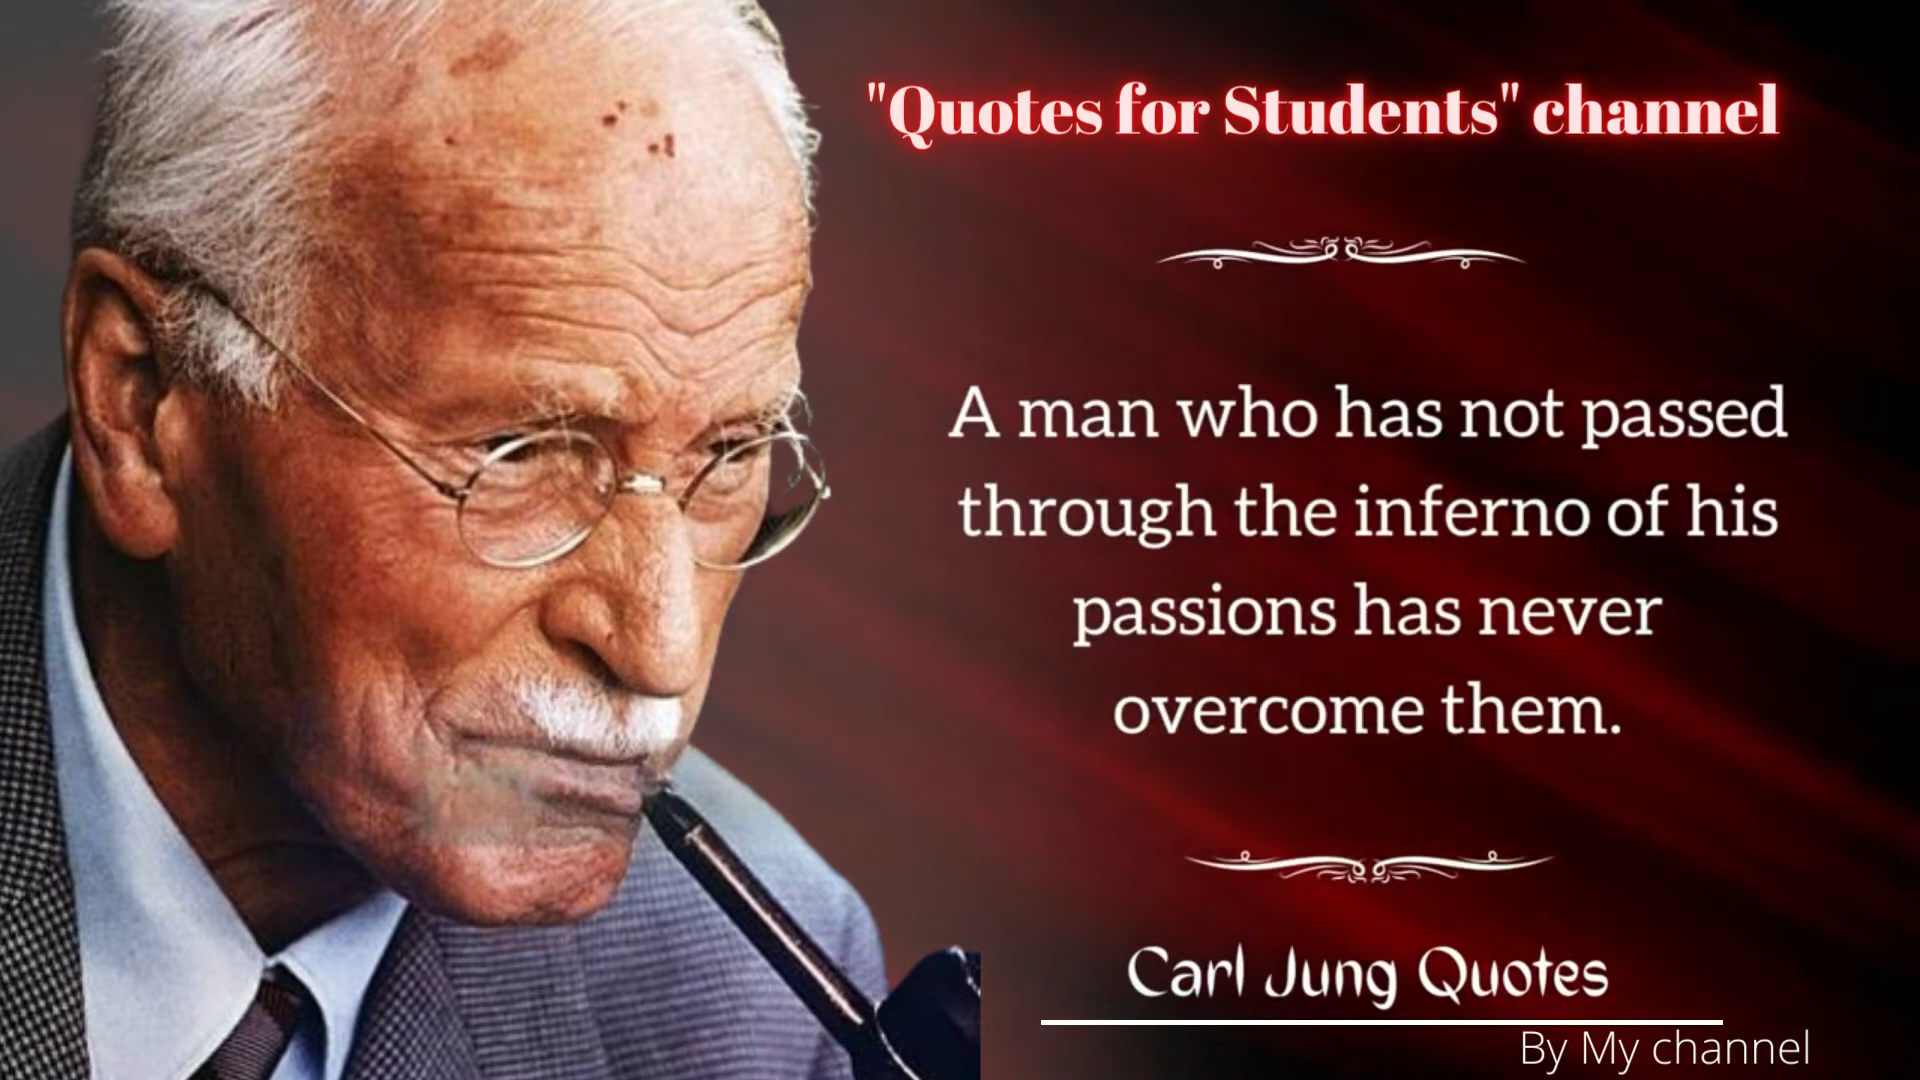 "Quotes for Students" channel
A man who has not passed
through the inferno of his
passions has never
overcome them.
Carl Jung Quotes
By My channel